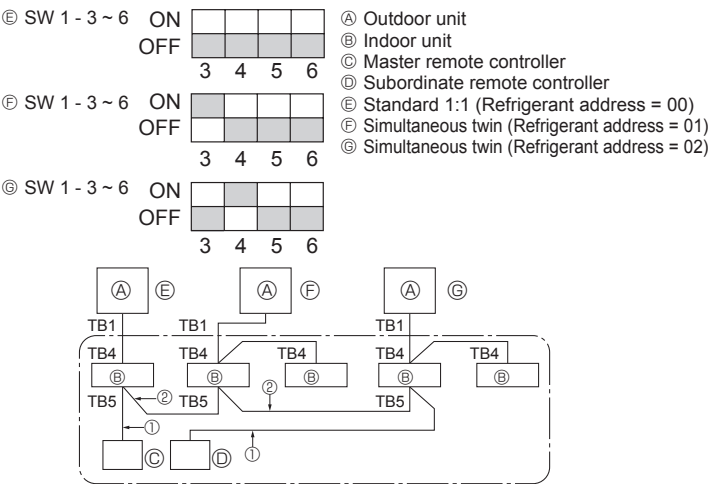 Ⓔ SW 1 - 3 ~ 6 ON
OFF
3 4 5 6
Ⓕ SW 1 - 3 ~ 6 ON
OFF
3 4 5 6
Ⓖ SW 1 - 3 ~ 6 ON
OFF
3 4 5 6
Ⓐ Outdoor unit
Ⓑ Indoor unit
Ⓒ Master remote controller
Ⓓ Subordinate remote controller
Ⓔ Standard 1:1 (Refrigerant address = 00)
Ⓕ Simultaneous twin (Refrigerant address = 01)
Ⓖ Simultaneous twin (Refrigerant address = 02)
Ⓐ Ⓔ Ⓐ Ⓕ Ⓐ Ⓖ
TB1 TB1 TB1
TB4 TB4 TB4 TB4 TB4
Ⓑ Ⓑ Ⓑ Ⓑ Ⓑ
② ②
TB5 TB5 TB5
① ①
Ⓒ Ⓓ